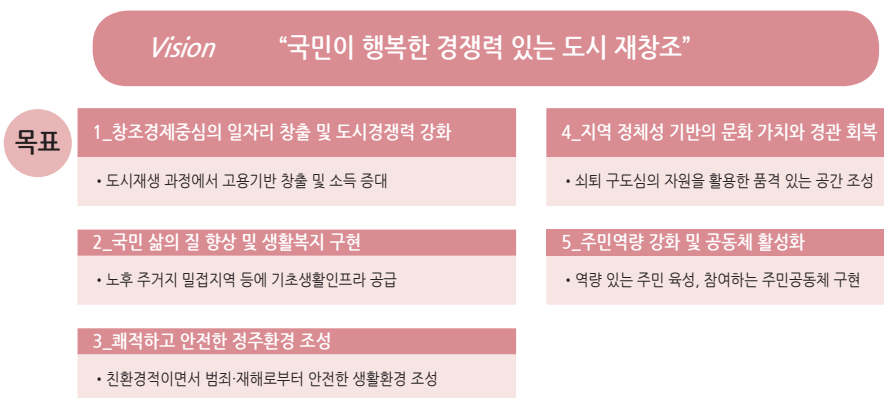 Vision “국민이 행복한 경쟁력 있는 도시 재창조”
목표
1_창조경제중심의 일자리 창출 및 도시경쟁력 강화
• 도시재생 과정에서 고용기반 창출 및 소득 증대
2_국민 삶의 질 향상 및 생활복지 구현
• 노후 주거지 밀접지역 등에 기초생활인프라 공급
3_쾌적하고 안전한 정주환경 조성
• 친환경적이면서 범죄·재해로부터 안전한 생활환경 조성
4_지역 정체성 기반의 문화 가치와 경관 회복
• 쇠퇴 구도심의 자원을 활용한 품격 있는 공간 조성
5_주민역량 강화 및 공동체 활성화
• 역량 있는 주민 육성, 참여하는 주민공동체 구현